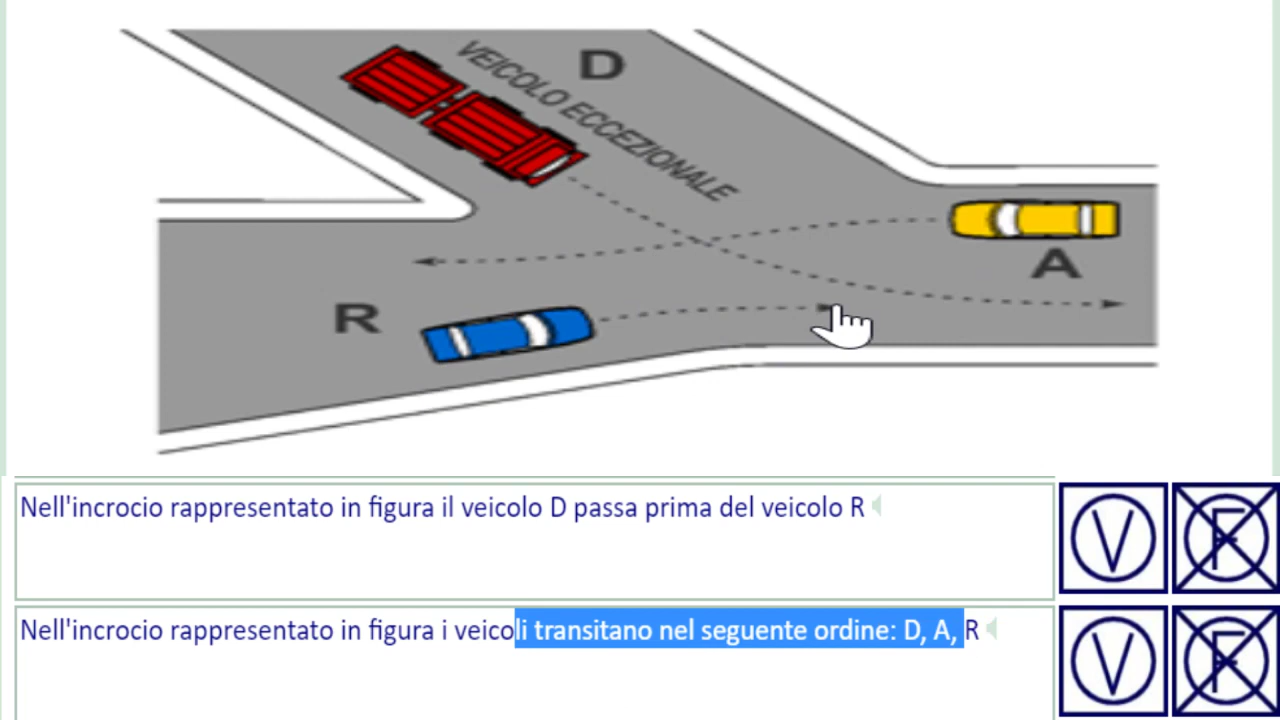 D
VEICOLO ECCEZIONALE
A
R
Nell'incrocio rappresentato in figura il veicolo D passa prima del veicolo R
V F
Nell'incrocio rappresentato in figura i veicoli transitano nel seguente ordine: D, A, R
V F